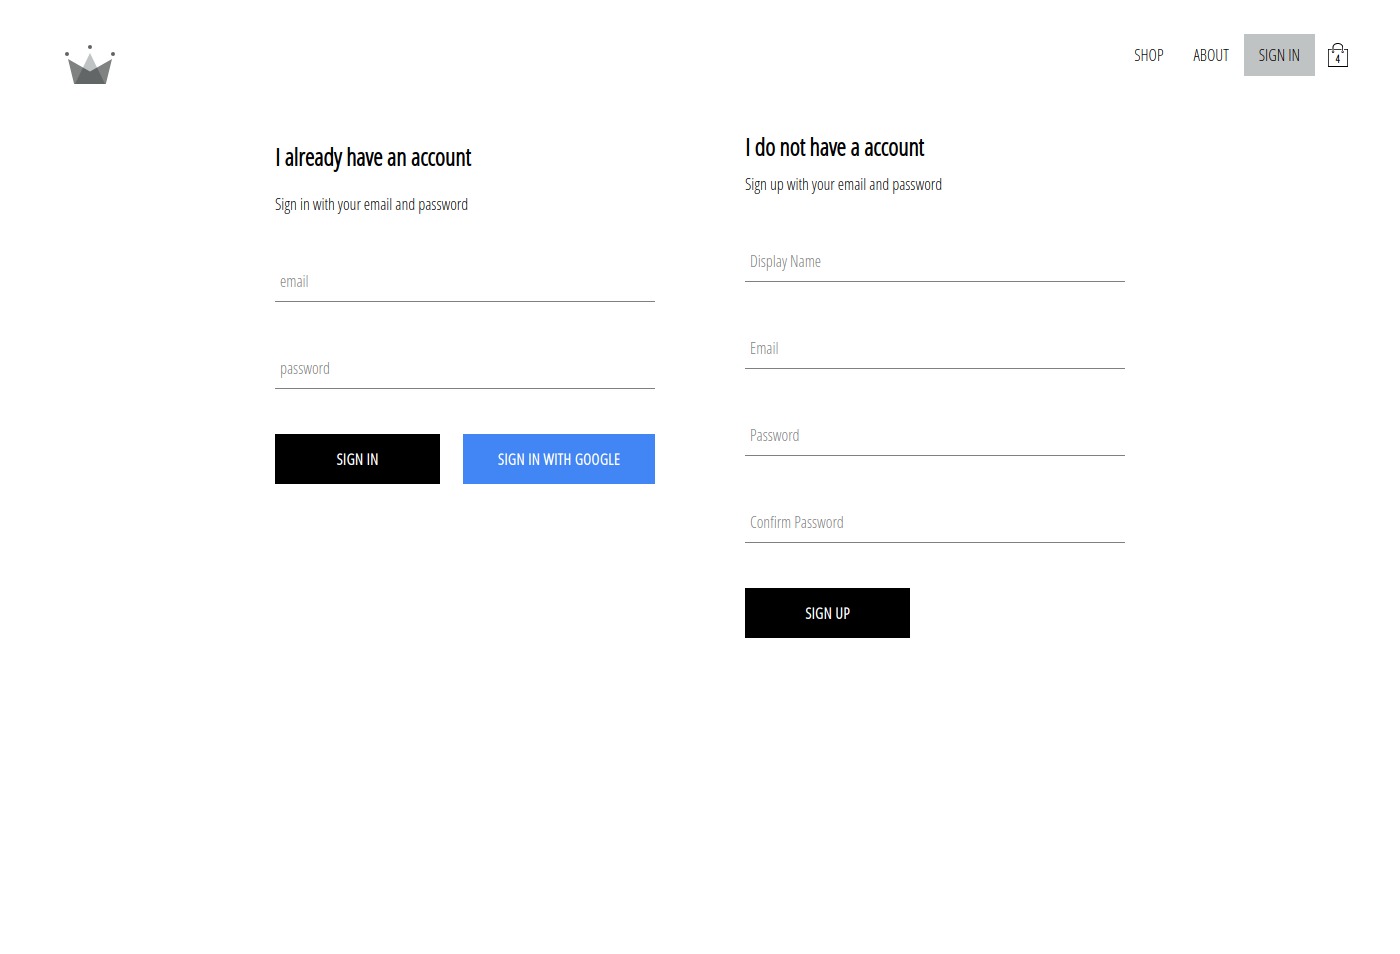 SHOP
ABOUT
SIGN IN
4
I already have an account
Sign in with your email and password
email
password
SIGN IN
SIGN IN WITH GOOGLE
I do not have a account
Sign up with your email and password
Display Name
Email
Password
Confirm Password
SIGN UP